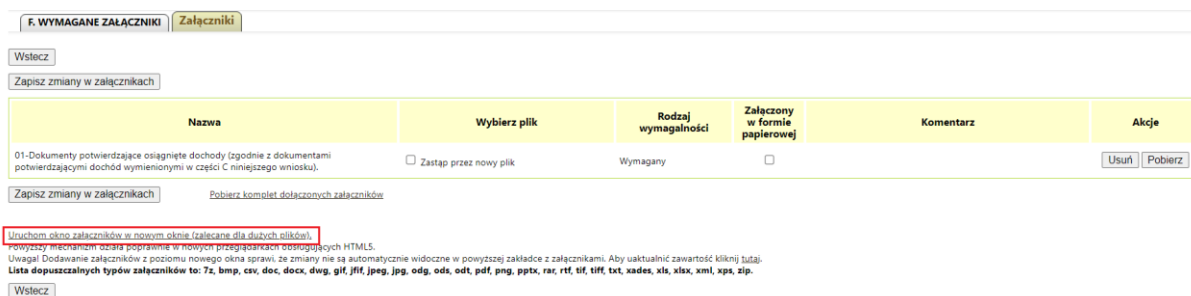 F. WYMAGANE ZAŁĄCZNIKI Załączniki
Wstecz
Zapisz zmiany w załącznikach
Nazwa Wybierz plik Rodzaj wymagalności Załączony w formie papierowej Komentarz Akcje
01-Dokumenty potwierdzające osiągnięte dochody (zgodnie z dokumentami
potwierdzającymi dochód wymienionymi w części C niniejszego wniosku).
Zastąp przez nowy plik Wymagany Usuń Pobierz
Zapisz zmiany w załącznikach Pobierz komplet dołączonych załączników
Uruchom okno załączników w nowym oknie (zalecane dla dużych plików).
Powyższy mechanizm działa poprawnie w nowych przeglądarkach obsługujących HTML5.
Uwaga! Dodawanie załączników z poziomu nowego okna sprawi, że zmiany nie są automatycznie widoczne w powyższej zakładce z załącznikami. Aby uaktualnić zawartość kliknij tutaj.
Lista dopuszczalnych typów załączników to: 7z, bmp, csv, doc, docx, dwg, gif, jfif, jpeg, jpg, odg, ods, odt, pdf, png, pptx, rar, rtf, tif, tiff, txt, xades, xls, xlsx, xml, xps, zip.
Wstecz